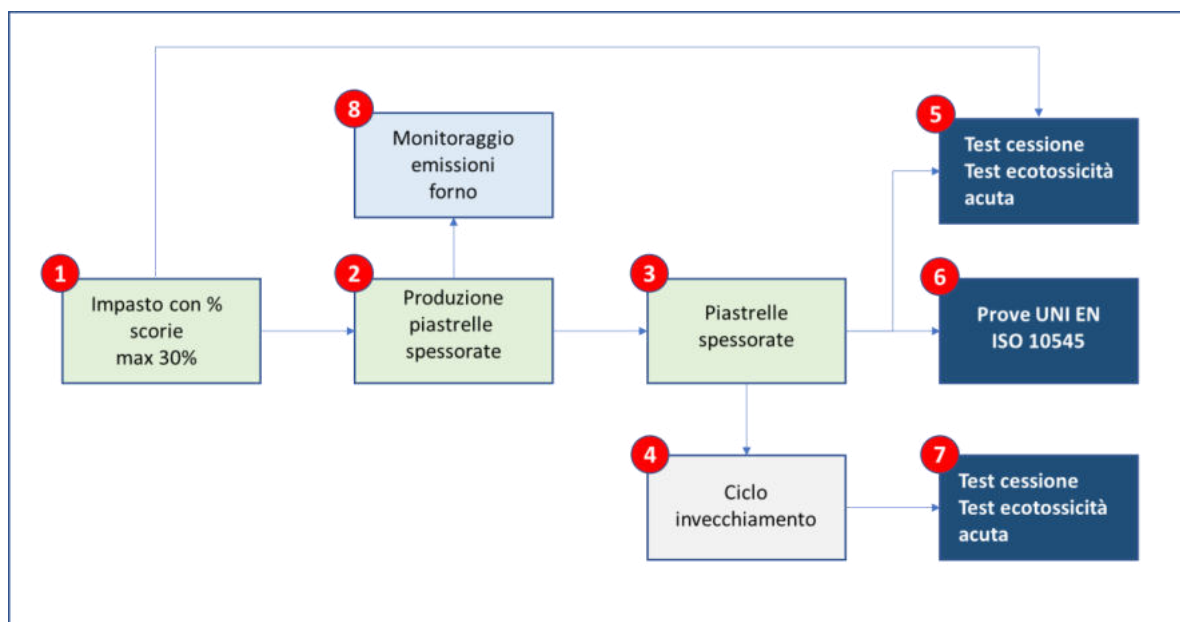 8
Monitoraggio
emissioni
forno
5
Test cessione
Test ecotossicità
acuta
1
Impasto con %
scorie
max 30%
2
Produzione
piastrelle
spessorate
3
Piastrelle
spessorate
6
Prove UNI EN
ISO 10545
4
Ciclo
invecchiamento
7
Test cessione
Test ecotossicità
acuta